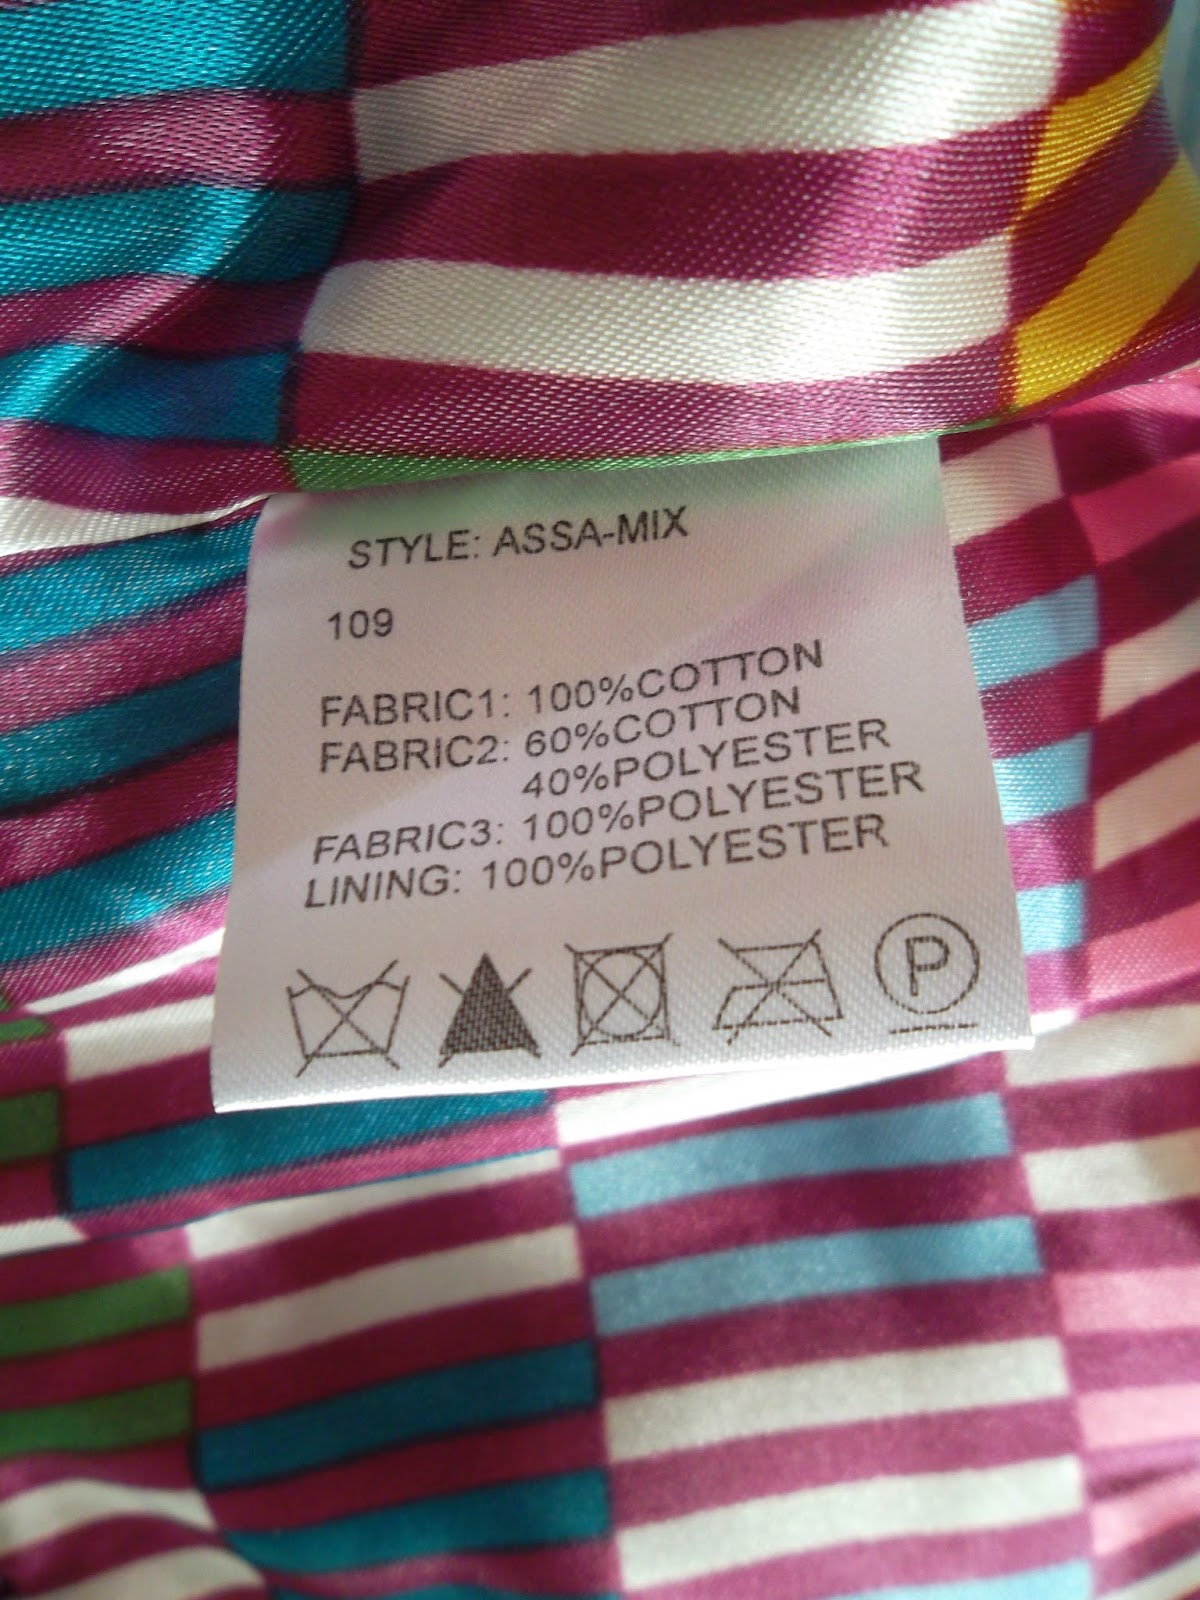 STYLE: ASSA-MIX
109
FABRIC1: 100%COTTON
FABRIC2: 60%COTTON
40%POLYESTER
FABRIC3: 100%POLYESTER
LINING: 100%POLYESTER
P